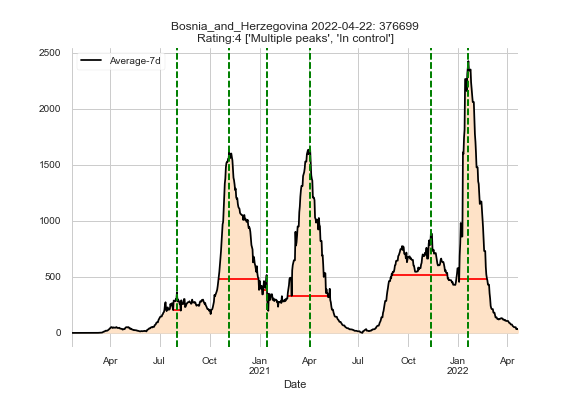 Bosnia_and_Herzegovina 2022-04-22: 376699
Rating:4 ['Multiple peaks', 'In control']
Average-7d
2500
2000
1500
1000
500
0
Apr Jul Oct Jan Apr Jul Oct Jan Apr
2021 2022
Date